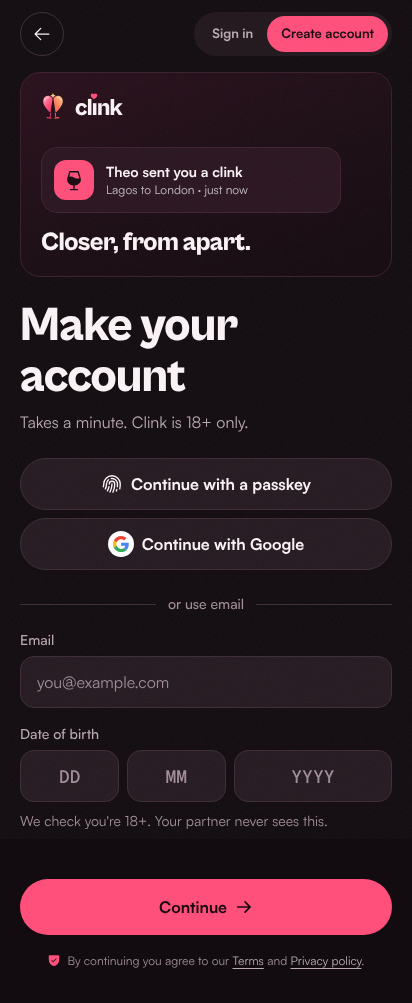 Sign in
Create account
clink
Theo sent you a clink
Lagos to London · just now
Closer, from apart.
Make your
account
Takes a minute. Clink is 18+ only.
Continue with a passkey
Continue with Google
or use email
Email
you@example.com
Date of birth
DD
MM
YYYY
We check you're 18+. Your partner never sees this.
Continue →
By continuing you agree to our Terms and Privacy policy.